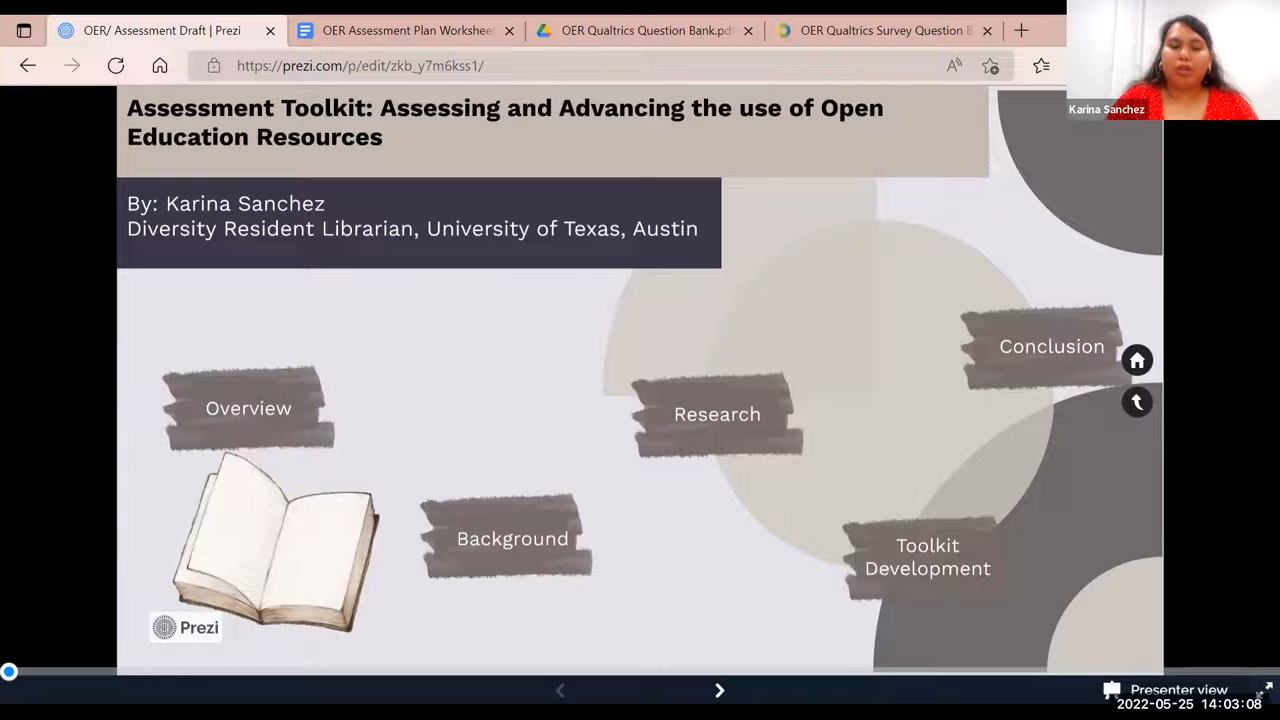 OER/ Assessment Draft | Prezi
OER Assessment Plan Workshe
OER Qualtrics Question Bank.pd
OER Qualtrics Survey Question B
https://prezi.com/p/edit/zkb_y7m6kss1/
Karina Sanchez
Assessment Toolkit: Assessing and Advancing the use of Open
Education Resources
By: Karina Sanchez
Diversity Resident Librarian, University of Texas, Austin
Conclusion
Overview
Research
Background
Toolkit
Development
Prezi
Presenter view
2022-05-25 14:03:08